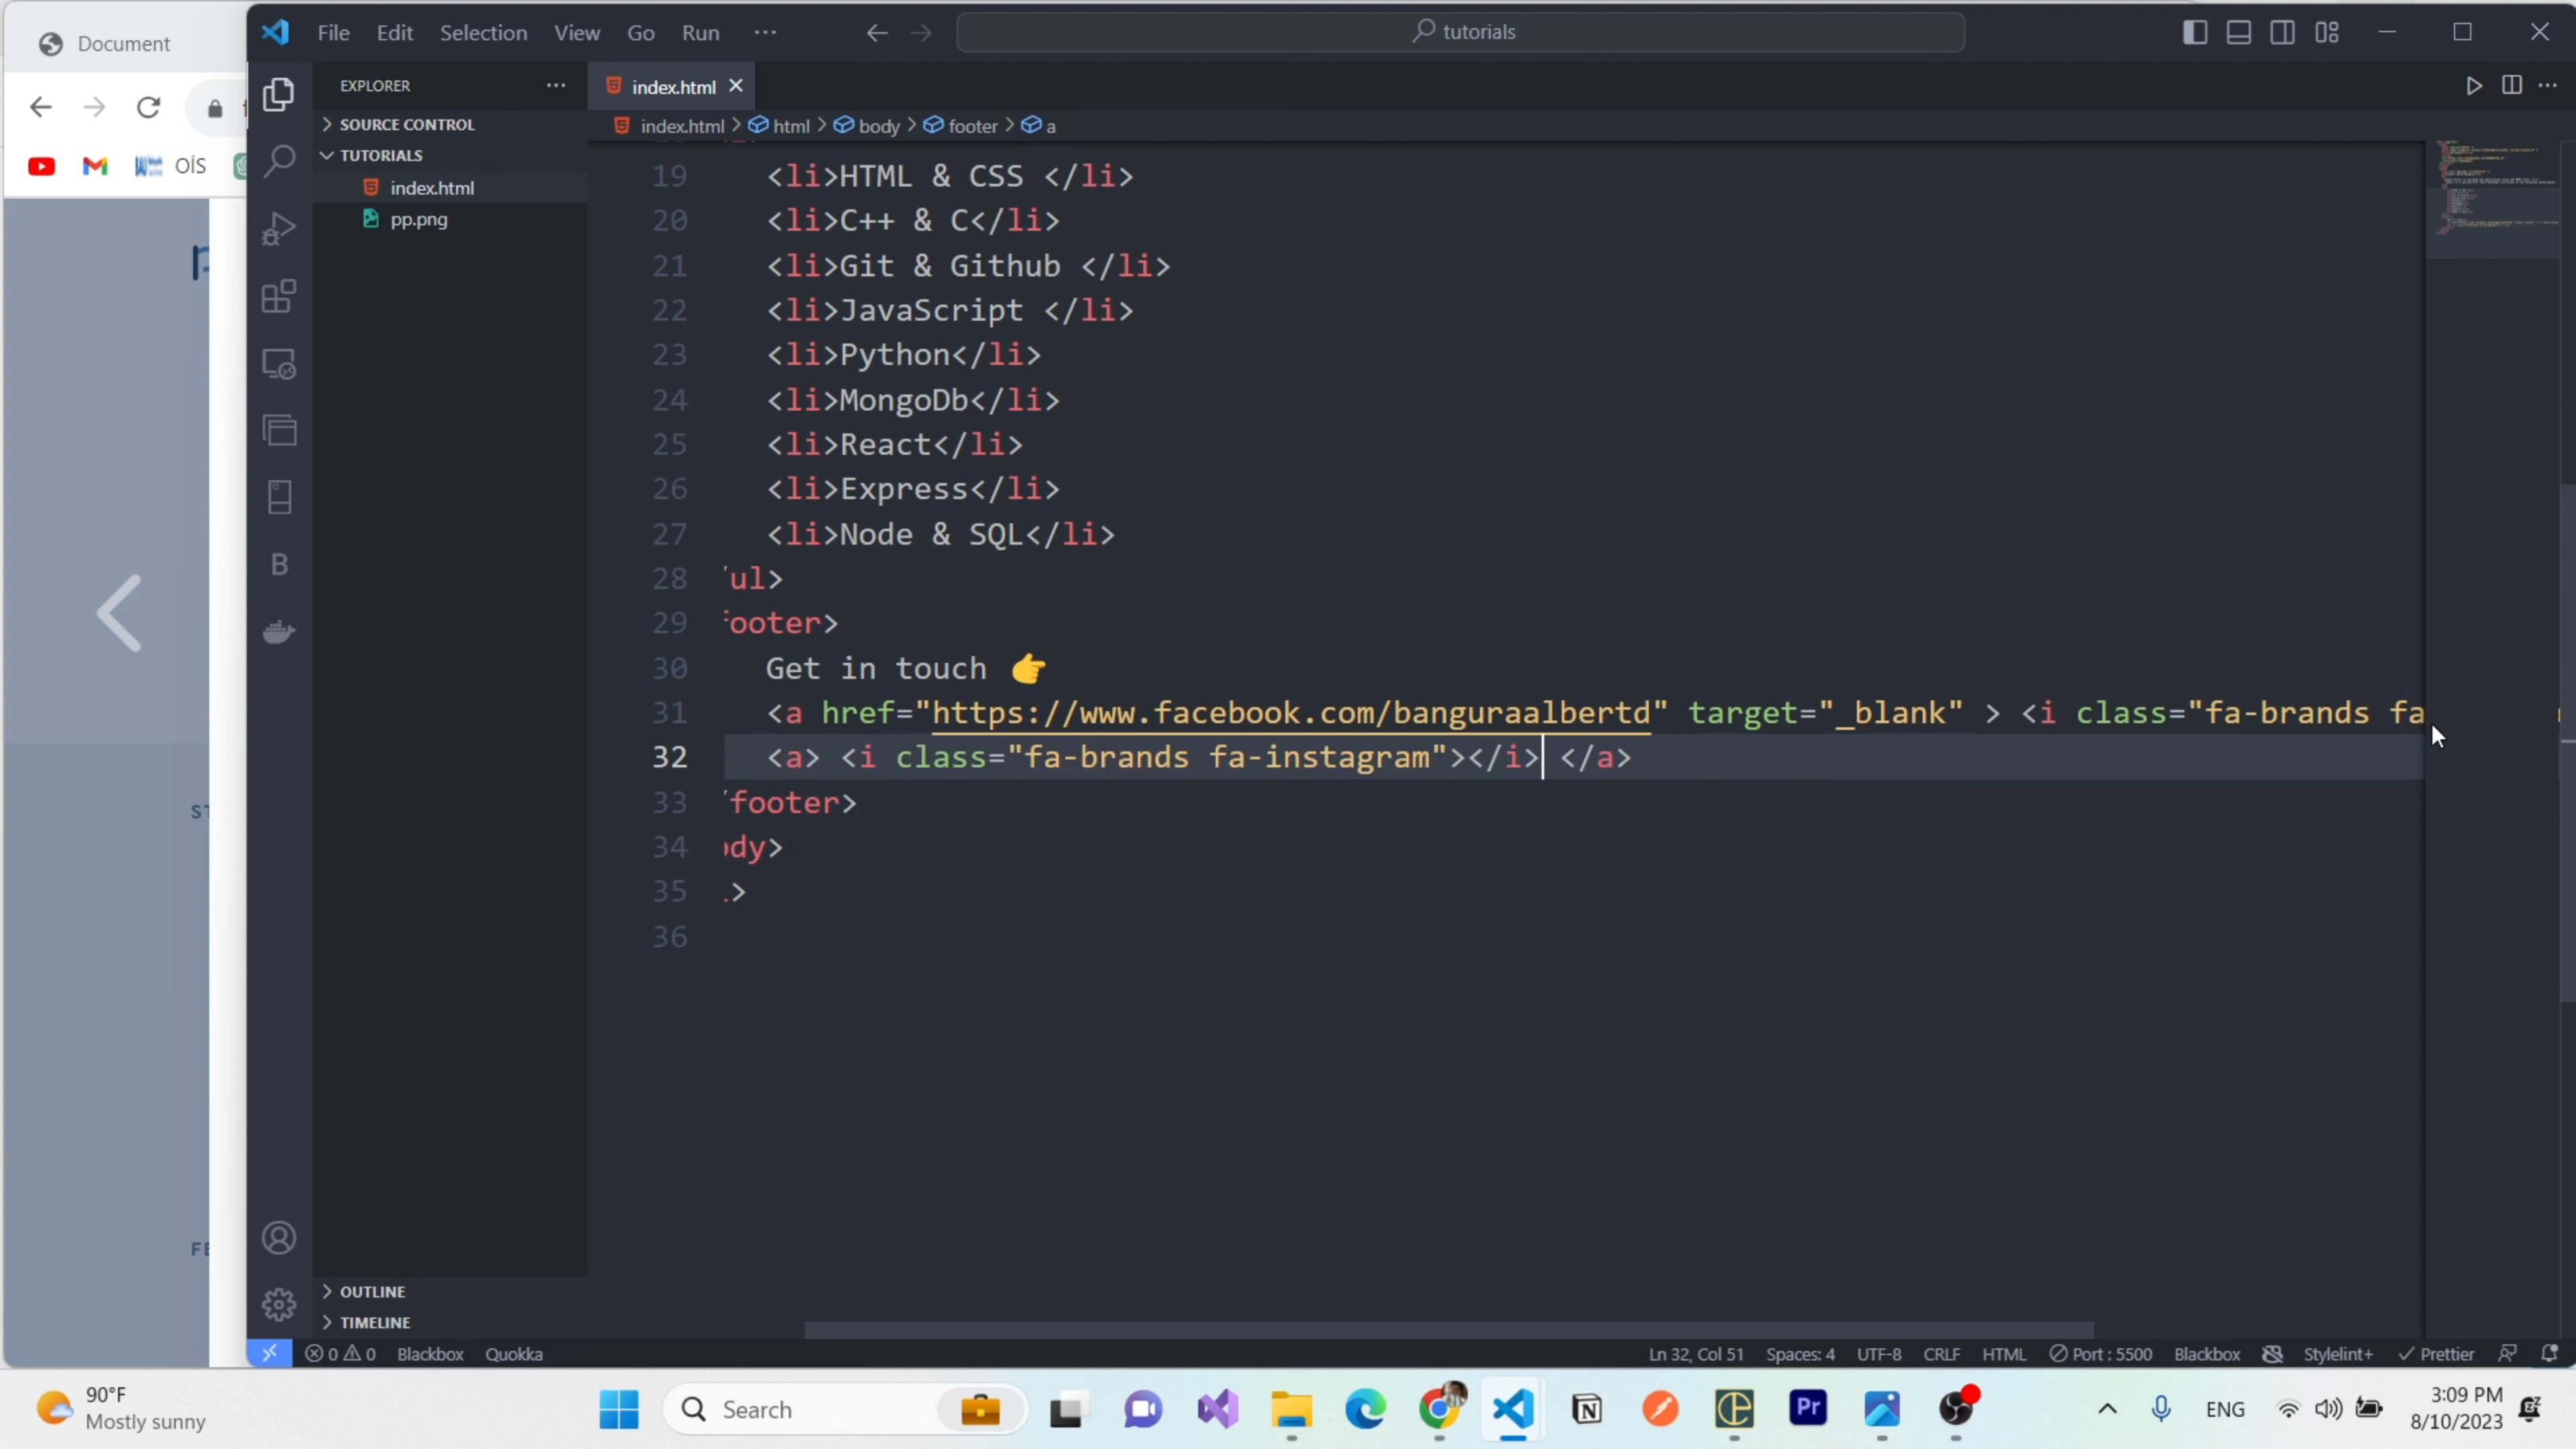 Document
File Edit Selection View Go Run ···
tutorials
OİS
EXPLORER
SOURCE CONTROL
TUTORIALS
index.html
pp.png
index.html
index.html > html > body > footer > a
19 <li>HTML & CSS </li>
20 <li>C++ & C</li>
21 <li>Git & Github </li>
22 <li>JavaScript </li>
23 <li>Python</li>
24 <li>MongoDb</li>
25 <li>React</li>
26 <li>Express</li>
27 <li>Node & SQL</li>
28 ul>
29 ooter>
30 Get in touch 👉
31 <a href="https://www.facebook.com/banguraalbertd" target="_blank" > <i class="fa-brands fa
32 <a> <i class="fa-brands fa-instagram"></i> </a>
33 footer>
34 dy>
35 >
36
ST
FE
OUTLINE
TIMELINE
0 0 Blackbox Quokka
Ln 32, Col 51 Spaces: 4 UTF-8 CRLF HTML Port : 5500 Blackbox Stylelint+ Prettier
90°F
Mostly sunny
Search
Pr
ENG
3:09 PM
8/10/2023